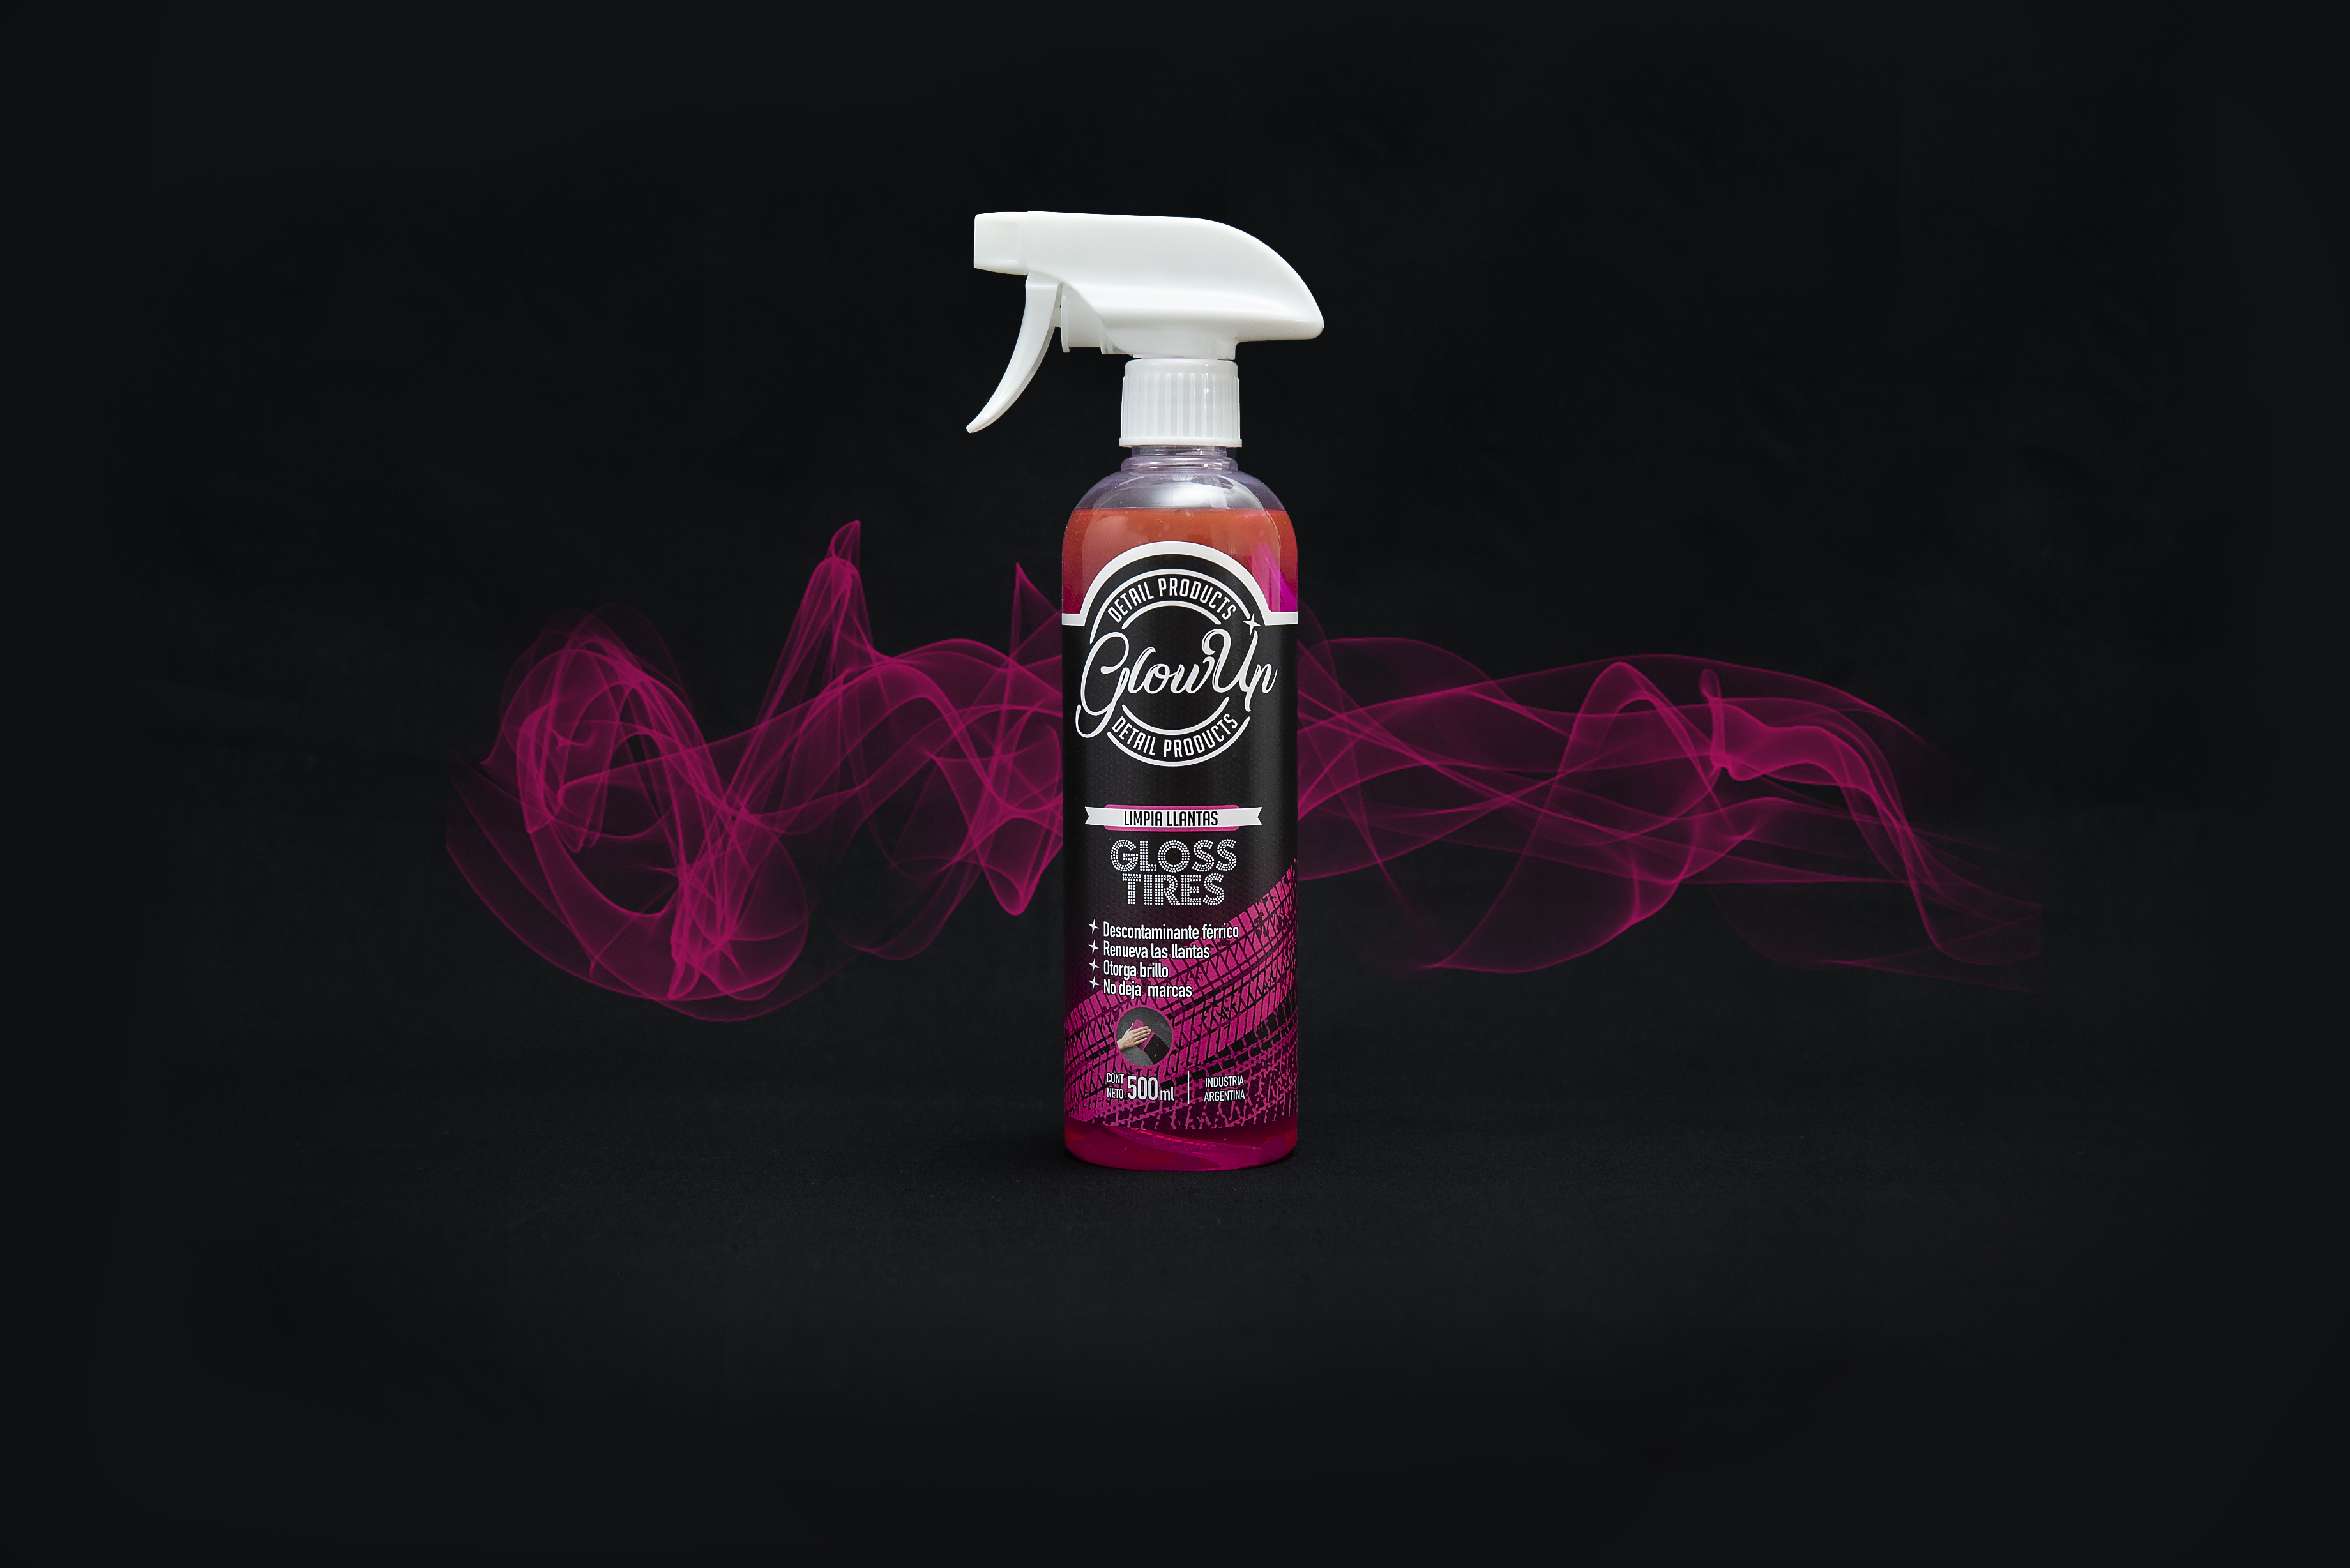 DETAIL PRODUCTS
GlowUp
DETAIL PRODUCTS
LIMPIA LLANTAS
GLOSS
TIRES
Descontaminante férrico
Renueva las llantas
Otorga brillo
No deja marcas
CONT NETO 500ml
INDUSTRIA ARGENTINA